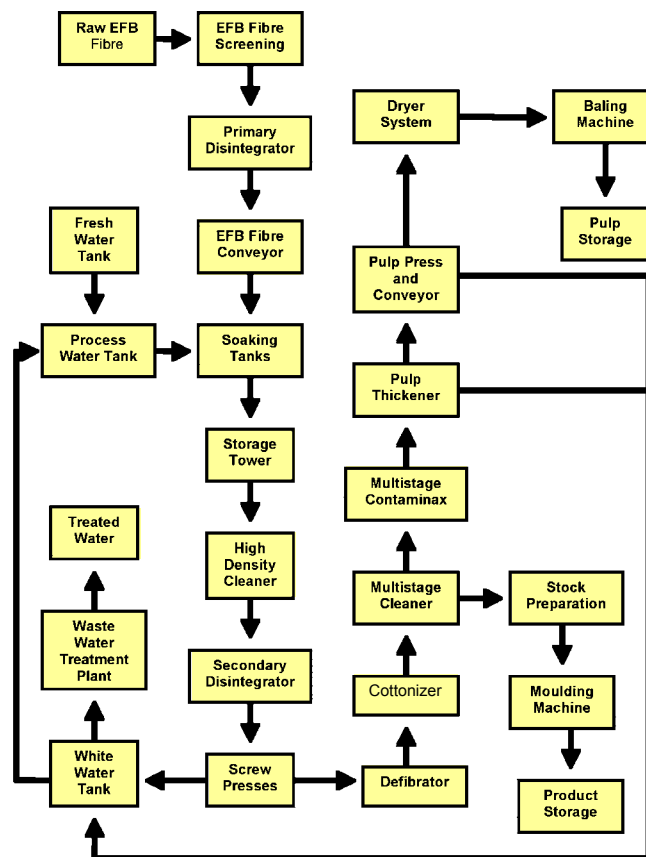 Raw EFB
Fibre
EFB Fibre
Screening
Primary
Disintegrator
EFB Fibre
Conveyor
Fresh
Water
Tank
Process
Water Tank
Soaking
Tanks
Storage
Tower
High
Density
Cleaner
Secondary
Disintegrator
Screw
Presses
White
Water
Tank
Waste
Water
Treatment
Plant
Treated
Water
Defibrator
Cottonizer
Multistage
Cleaner
Multistage
Contaminax
Pulp
Thickener
Pulp Press
and
Conveyor
Dryer
System
Baling
Machine
Pulp
Storage
Stock
Preparation
Moulding
Machine
Product
Storage